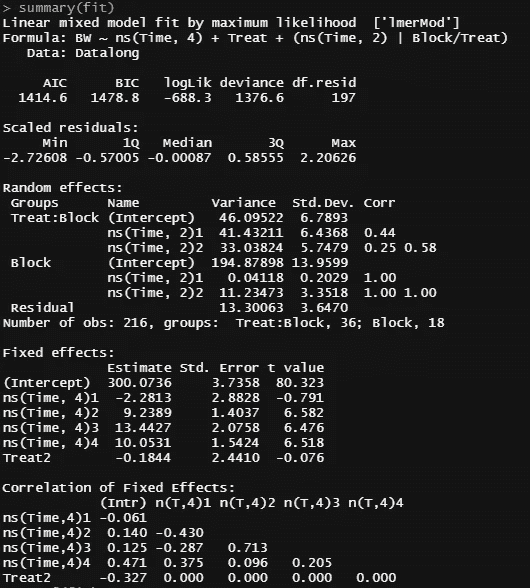 > summary(fit)
Linear mixed model fit by maximum likelihood  ['lmerMod']
Formula: BW ~ ns(Time, 4) + Treat + (ns(Time, 2) | Block/Treat)
   Data: Datalong

     AIC      BIC   logLik deviance df.resid
  1414.6   1478.8   -688.3   1376.6      197

Scaled residuals:
     Min       1Q   Median       3Q      Max
-2.72608 -0.57005 -0.00087  0.58555  2.20626

Random effects:
 Groups      Name          Variance  Std.Dev. Corr
 Treat:Block (Intercept)    46.09522  6.7893
             ns(Time, 2)1   41.43211  6.4368  0.44
             ns(Time, 2)2   33.03824  5.7479  0.25 0.58
 Block       (Intercept)   194.87898 13.9599
             ns(Time, 2)1    0.04118  0.2029  1.00
             ns(Time, 2)2   11.23473  3.3518  1.00 1.00
 Residual                   13.30063  3.6470
Number of obs: 216, groups:  Treat:Block, 36; Block, 18

Fixed effects:
             Estimate Std. Error t value
(Intercept)  300.0736     3.7358  80.323
ns(Time, 4)1  -2.2813     2.8828  -0.791
ns(Time, 4)2   9.2389     1.4037   6.582
ns(Time, 4)3  13.4427     2.0758   6.476
ns(Time, 4)4  10.0531     1.5424   6.518
Treat2        -0.1844     2.4410  -0.076

Correlation of Fixed Effects:
            (Intr) n(T,4)1 n(T,4)2 n(T,4)3 n(T,4)4
ns(Time,4)1 -0.061
ns(Time,4)2  0.140 -0.430
ns(Time,4)3  0.125 -0.287   0.713
ns(Time,4)4  0.471  0.375   0.096   0.205
Treat2      -0.327  0.000   0.000   0.000   0.000